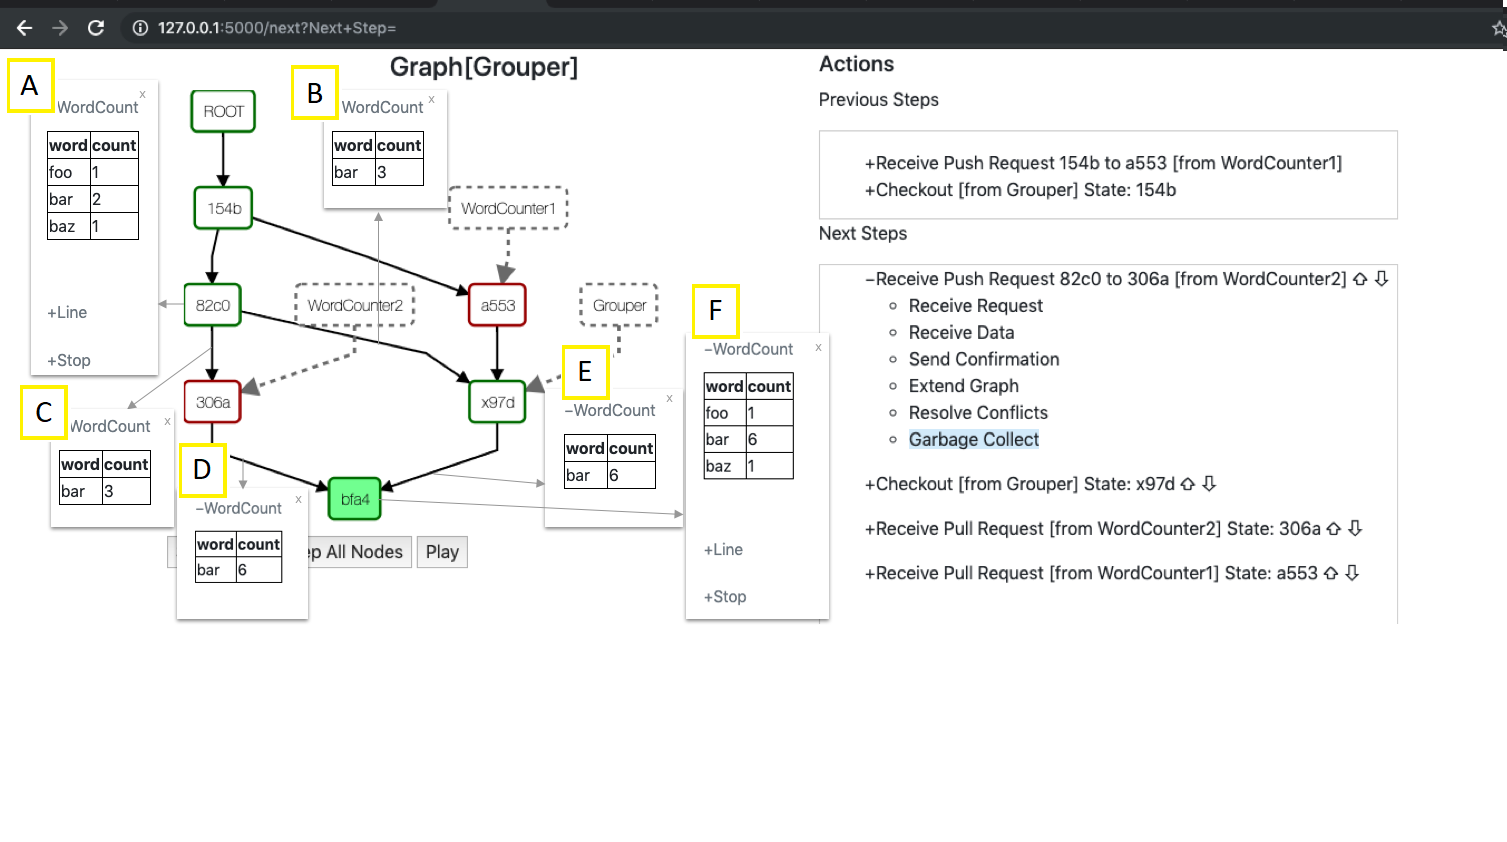 127.0.0.1:5000/next?Next+Step=
Graph[Grouper]
A
WordCount x
word count
foo 1
bar 2
baz 1
+Line
+Stop
B
WordCount x
word count
bar 3
ROOT
154b
WordCounter1
82c0
WordCounter2
a553
Grouper
306a
x97d
bfa4
C
WordCount x
word count
bar 3
D
−WordCount x
word count
bar 6
E
−WordCount x
word count
bar 6
F
−WordCount x
word count
foo 1
bar 6
baz 1
+Line
+Stop
ep All Nodes
Play
Actions
Previous Steps
+Receive Push Request 154b to a553 [from WordCounter1]
+Checkout [from Grouper] State: 154b
Next Steps
−Receive Push Request 82c0 to 306a [from WordCounter2] ⇧ ⇩
Receive Request
Receive Data
Send Confirmation
Extend Graph
Resolve Conflicts
Garbage Collect
+Checkout [from Grouper] State: x97d ⇧ ⇩
+Receive Pull Request [from WordCounter2] State: 306a ⇧ ⇩
+Receive Pull Request [from WordCounter1] State: a553 ⇧ ⇩